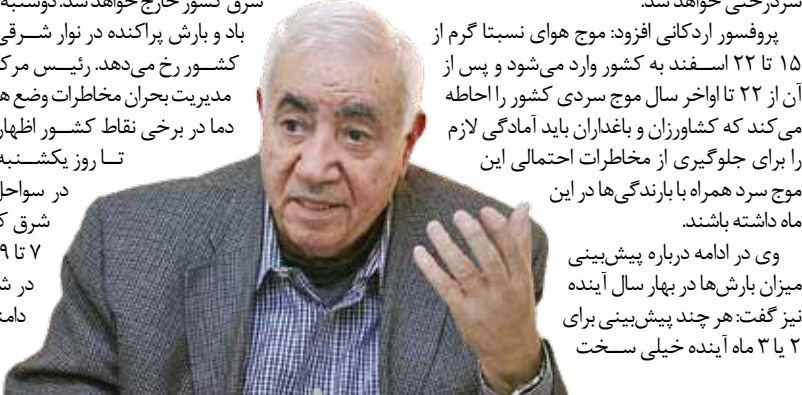 سردرختی خواهد شد.
پروفسور اردکانی افزود: موج هوای نسبتا گرم از
۱۵ تا ۲۲ اسـفند به کشور وارد می‌شود و پس از
آن از ۲۲ تا اواخر سال موج سردی کشور را احاطه
می‌کند که کشاورزان و باغداران باید آمادگی لازم
را برای جلوگیری از مخاطرات احتمالی این
موج سرد همراه با بارندگی‌ها در این
ماه داشته باشند.
وی در ادامه درباره پیش‌بینی
میزان بارش‌ها در بهار سال آینده
نیز گفت: هر چند پیش‌بینی برای
۲ یا ۳ ماه آینده خیلی سـخت
شرق کشور خارج خواهد شد. دوشنبه
باد و بارش پراکنده در نوار شـرقی
کشـور رخ می‌دهد. رئیـس
مدیریت بحران مخاطرات وضع
دما در برخی نقاط کشـور
تـا روز یکشـنبه
در
شرق
۷ تا ۹
در